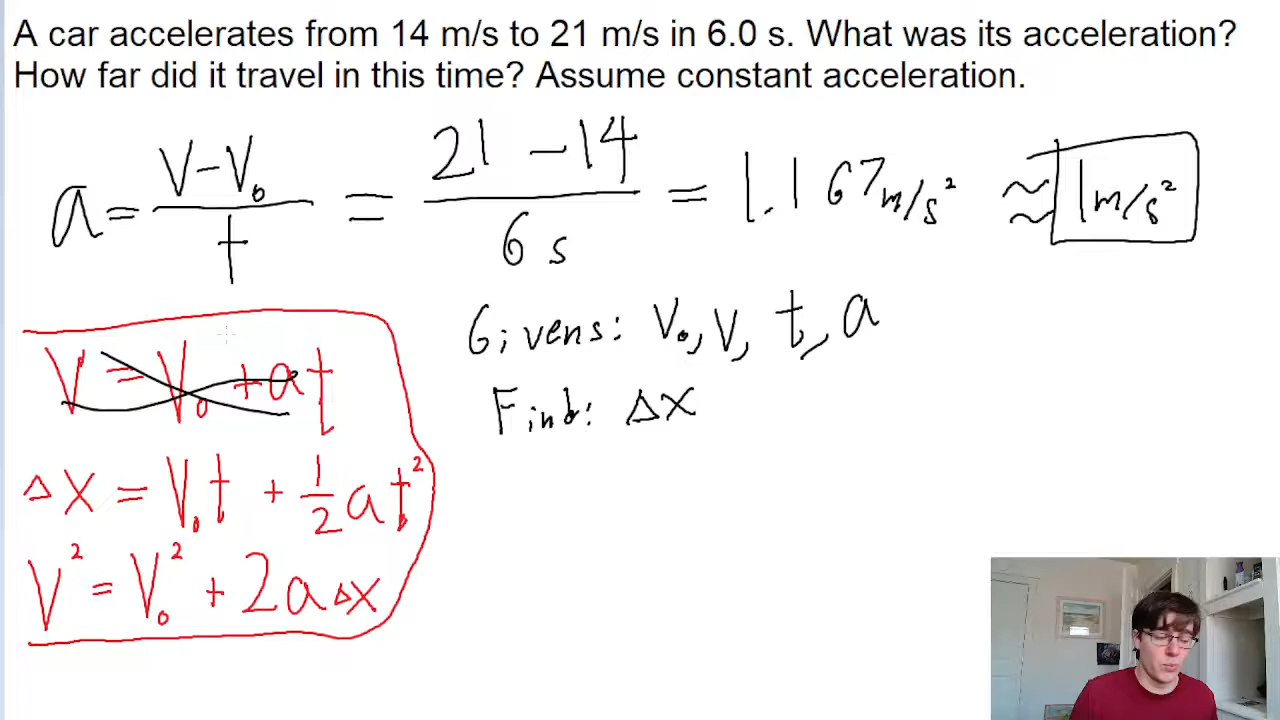 A car accelerates from 14 m/s to 21 m/s in 6.0 s. What was its acceleration?
How far did it travel in this time? Assume constant acceleration.
a = (V - V₀)/t = (21 - 14)/(6 s) = 1.167 m/s² ≈ 1 m/s²
Givens: V₀, V, t, a
Find: Δx
V = V₀ + at
Δx = V₀t + 1/2 at²
V² = V₀² + 2aΔx